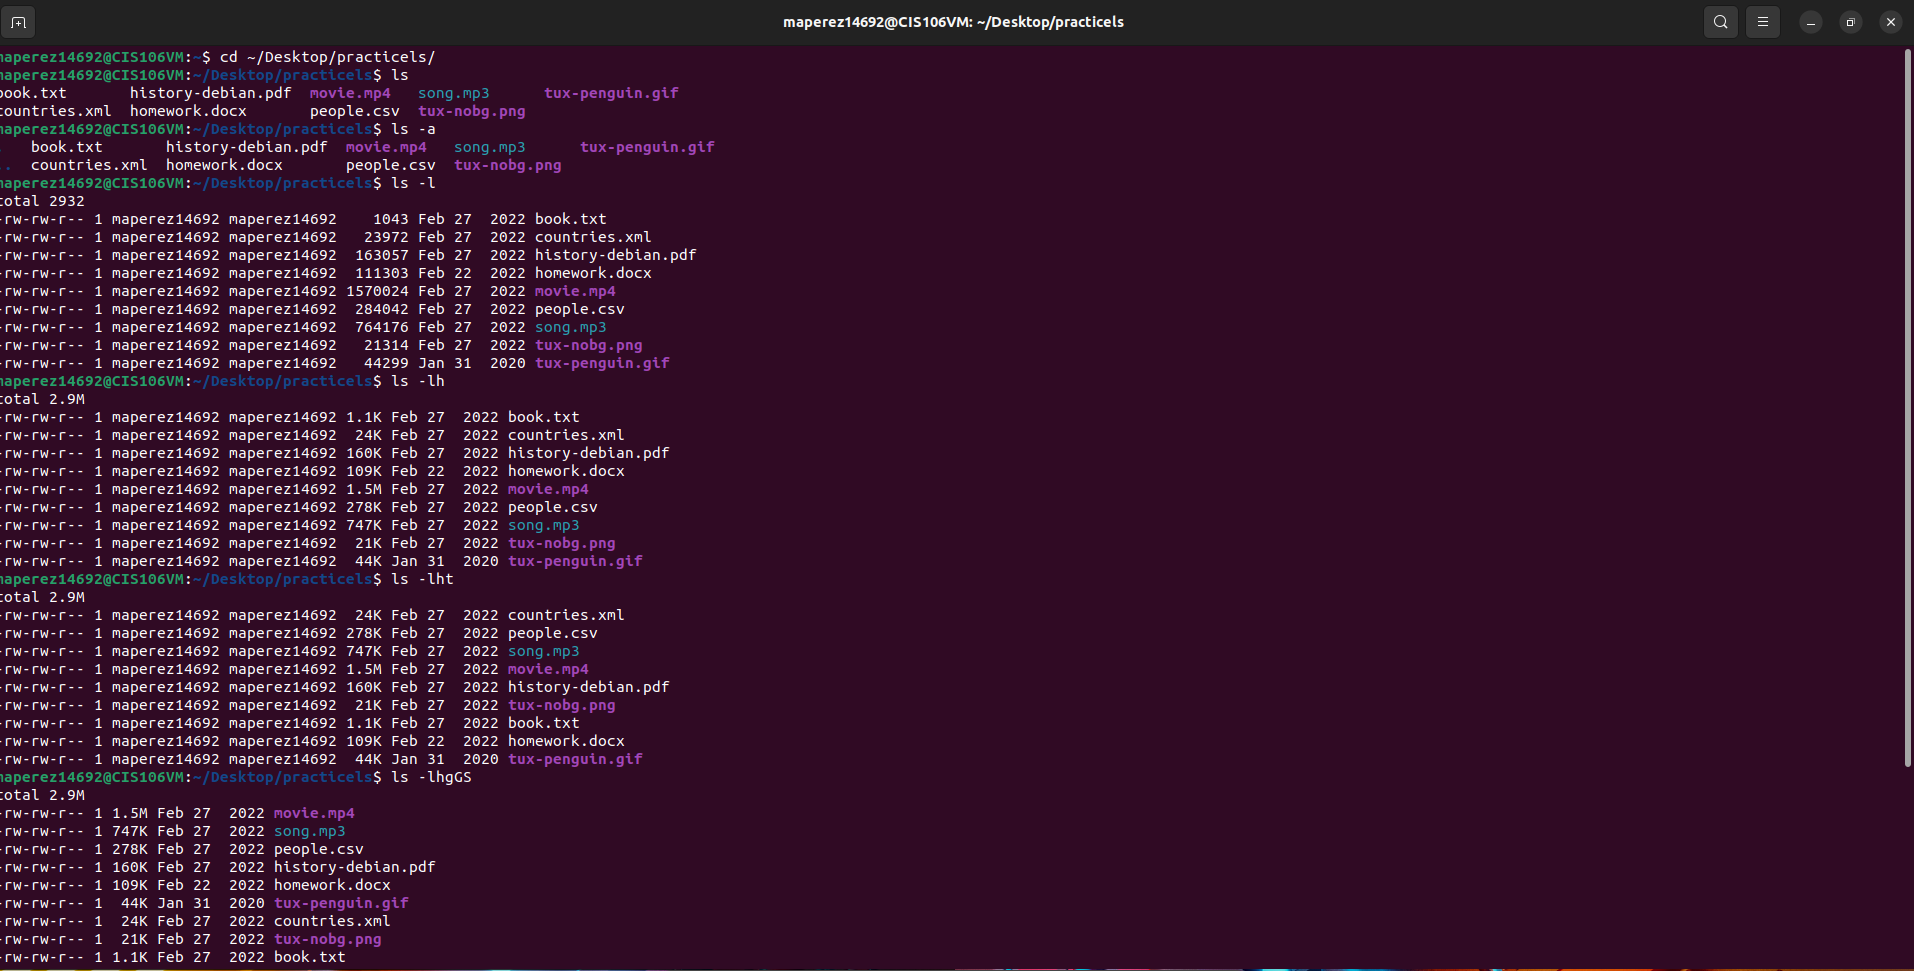 maperez14692@CIS106VM: ~/Desktop/practicels
maperez14692@CIS106VM:~$ cd ~/Desktop/practicels/
maperez14692@CIS106VM:~/Desktop/practicels$ ls
book.txt       history-debian.pdf  movie.mp4   song.mp3      tux-penguin.gif
countries.xml  homework.docx       people.csv  tux-nobg.png
maperez14692@CIS106VM:~/Desktop/practicels$ ls -a
.   book.txt       history-debian.pdf  movie.mp4   song.mp3      tux-penguin.gif
..  countries.xml  homework.docx       people.csv  tux-nobg.png
maperez14692@CIS106VM:~/Desktop/practicels$ ls -l
total 2932
-rw-rw-r-- 1 maperez14692 maperez14692    1043 Feb 27  2022 book.txt
-rw-rw-r-- 1 maperez14692 maperez14692   23972 Feb 27  2022 countries.xml
-rw-rw-r-- 1 maperez14692 maperez14692  163057 Feb 27  2022 history-debian.pdf
-rw-rw-r-- 1 maperez14692 maperez14692  111303 Feb 22  2022 homework.docx
-rw-rw-r-- 1 maperez14692 maperez14692 1570024 Feb 27  2022 movie.mp4
-rw-rw-r-- 1 maperez14692 maperez14692  284042 Feb 27  2022 people.csv
-rw-rw-r-- 1 maperez14692 maperez14692  764176 Feb 27  2022 song.mp3
-rw-rw-r-- 1 maperez14692 maperez14692   21314 Feb 27  2022 tux-nobg.png
-rw-rw-r-- 1 maperez14692 maperez14692   44299 Jan 31  2020 tux-penguin.gif
maperez14692@CIS106VM:~/Desktop/practicels$ ls -lh
total 2.9M
-rw-rw-r-- 1 maperez14692 maperez14692 1.1K Feb 27  2022 book.txt
-rw-rw-r-- 1 maperez14692 maperez14692  24K Feb 27  2022 countries.xml
-rw-rw-r-- 1 maperez14692 maperez14692 160K Feb 27  2022 history-debian.pdf
-rw-rw-r-- 1 maperez14692 maperez14692 109K Feb 22  2022 homework.docx
-rw-rw-r-- 1 maperez14692 maperez14692 1.5M Feb 27  2022 movie.mp4
-rw-rw-r-- 1 maperez14692 maperez14692 278K Feb 27  2022 people.csv
-rw-rw-r-- 1 maperez14692 maperez14692 747K Feb 27  2022 song.mp3
-rw-rw-r-- 1 maperez14692 maperez14692  21K Feb 27  2022 tux-nobg.png
-rw-rw-r-- 1 maperez14692 maperez14692  44K Jan 31  2020 tux-penguin.gif
maperez14692@CIS106VM:~/Desktop/practicels$ ls -lht
total 2.9M
-rw-rw-r-- 1 maperez14692 maperez14692  24K Feb 27  2022 countries.xml
-rw-rw-r-- 1 maperez14692 maperez14692 278K Feb 27  2022 people.csv
-rw-rw-r-- 1 maperez14692 maperez14692 747K Feb 27  2022 song.mp3
-rw-rw-r-- 1 maperez14692 maperez14692 1.5M Feb 27  2022 movie.mp4
-rw-rw-r-- 1 maperez14692 maperez14692 160K Feb 27  2022 history-debian.pdf
-rw-rw-r-- 1 maperez14692 maperez14692  21K Feb 27  2022 tux-nobg.png
-rw-rw-r-- 1 maperez14692 maperez14692 1.1K Feb 27  2022 book.txt
-rw-rw-r-- 1 maperez14692 maperez14692 109K Feb 22  2022 homework.docx
-rw-rw-r-- 1 maperez14692 maperez14692  44K Jan 31  2020 tux-penguin.gif
maperez14692@CIS106VM:~/Desktop/practicels$ ls -lhgGS
total 2.9M
-rw-rw-r-- 1 1.5M Feb 27  2022 movie.mp4
-rw-rw-r-- 1 747K Feb 27  2022 song.mp3
-rw-rw-r-- 1 278K Feb 27  2022 people.csv
-rw-rw-r-- 1 160K Feb 27  2022 history-debian.pdf
-rw-rw-r-- 1 109K Feb 22  2022 homework.docx
-rw-rw-r-- 1  44K Jan 31  2020 tux-penguin.gif
-rw-rw-r-- 1  24K Feb 27  2022 countries.xml
-rw-rw-r-- 1  21K Feb 27  2022 tux-nobg.png
-rw-rw-r-- 1 1.1K Feb 27  2022 book.txt